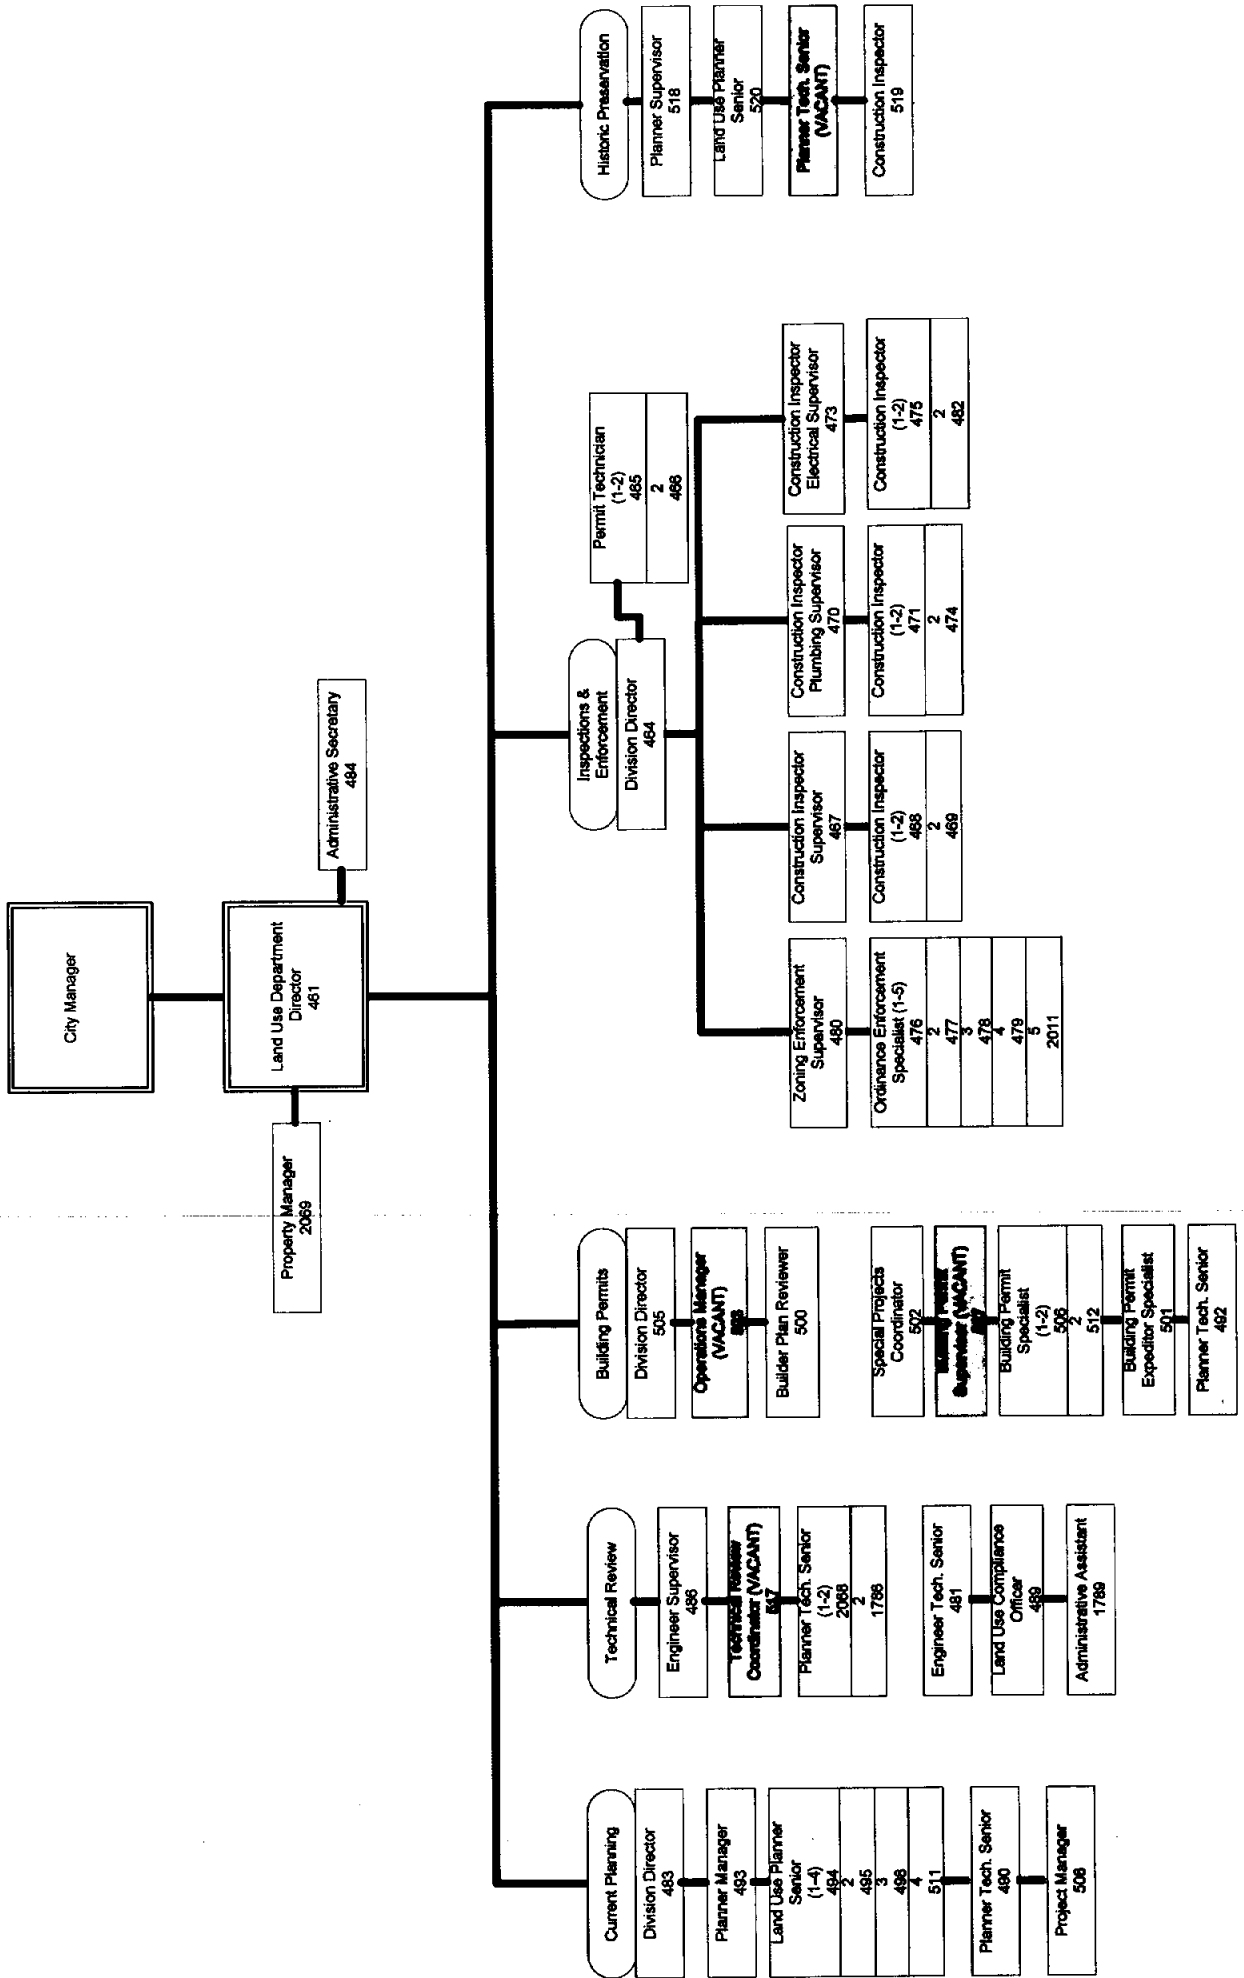 City Manager
Land Use Department
Director
461
Property Manager
2069
Administrative Secretary
484
Current Planning
Division Director
483
Planner Manager
493
Land Use Planner
Senior
(1-4)
494
2
495
3
498
4
511
Planner Tech. Senior
490
Project Manager
508
Technical Review
Engineer Supervisor
486
Technical Review
Coordinator (VACANT)
517
Planner Tech. Senior
(1-2)
2068
2
1786
Engineer Tech. Senior
481
Land Use Compliance
Officer
489
Administrative Assistant
1789
Building Permits
Division Director
505
Operations Manager
(VACANT)
Builder Plan Reviewer
500
Special Projects
Coordinator
502
Supervisor (VACANT)
Building Permit
Specialist
(1-2)
506
2
512
Building Permit
Expeditor Specialist
501
Planner Tech. Senior
492
Inspections &
Enforcement
Division Director
464
Permit Technician
(1-2)
465
2
466
Zoning Enforcement
Supervisor
480
Ordinance Enforcement
Specialist (1-5)
476
2
477
3
478
4
479
5
2011
Construction Inspector
Supervisor
467
Construction Inspector
(1-2)
468
2
469
Construction Inspector
Plumbing Supervisor
470
Construction Inspector
(1-2)
471
2
474
Construction Inspector
Electrical Supervisor
473
Construction Inspector
(1-2)
475
2
482
Historic Preservation
Planner Supervisor
518
Land Use Planner
Senior
520
Planner Tech. Senior
(VACANT)
Construction Inspector
519